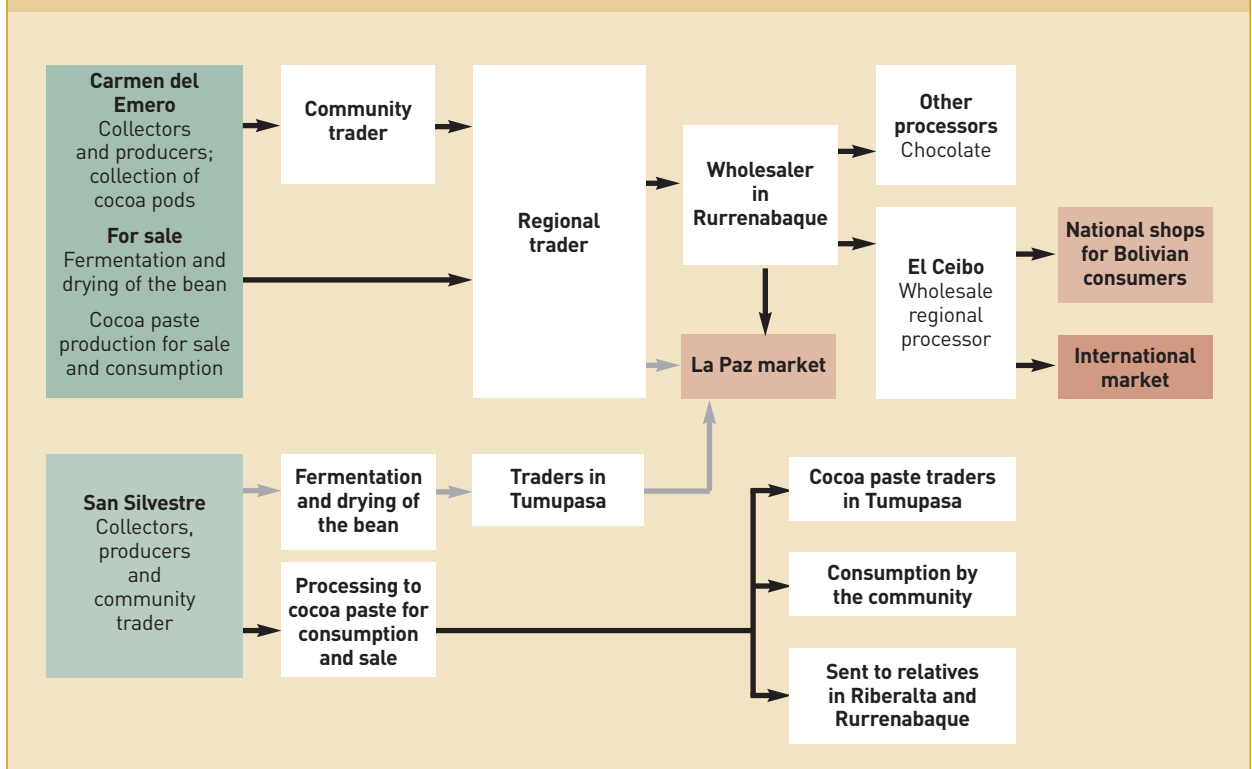 Carmen del
Emero
Collectors
and producers;
collection of
cocoa pods
For sale
Fermentation and
drying of the bean
Cocoa paste
production for sale
and consumption
Community
trader
Regional
trader
Wholesaler
in
Rurrenabaque
La Paz market
Other
processors
Chocolate
El Ceibo
Wholesale
regional
processor
National shops
for Bolivian
consumers
International
market
San Silvestre
Collectors,
producers
and
community
trader
Fermentation
and drying of
the bean
Traders in
Tumupasa
Processing to
cocoa paste for
consumption
and sale
Cocoa paste traders
in Tumupasa
Consumption by
the community
Sent to relatives
in Riberalta and
Rurrenabaque